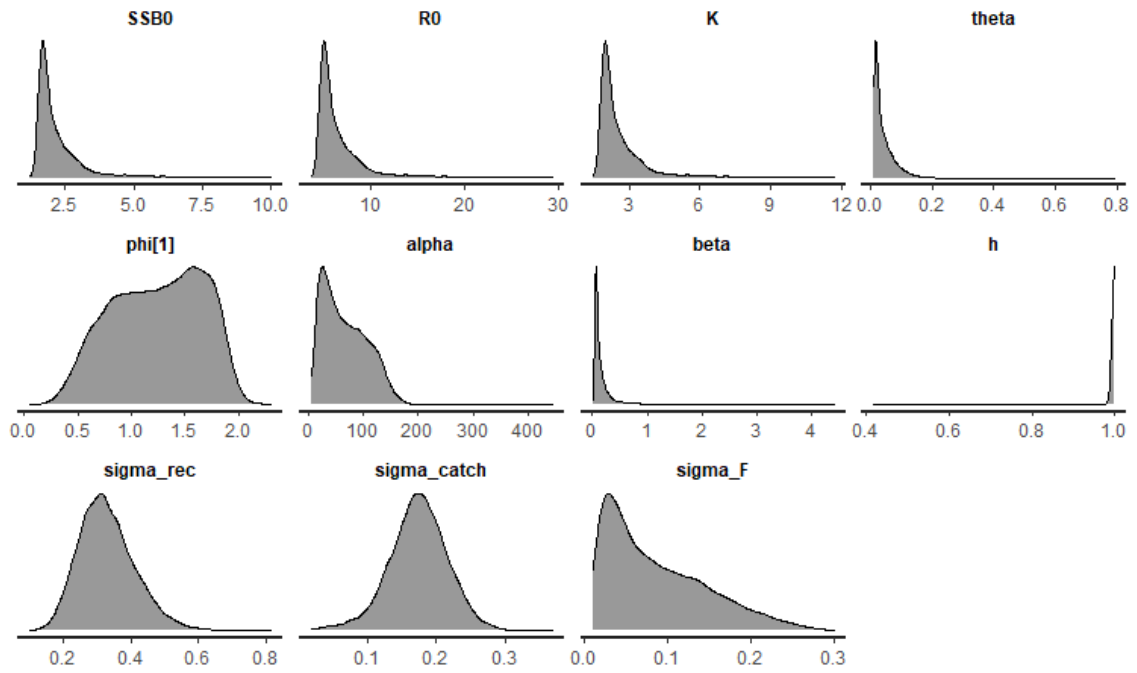 SSB0 R0 K theta
2.5 5.0 7.5 10.0 10 20 30 3 6 9 12 0.0 0.2 0.4 0.6 0.8
phi[1] alpha beta h
0.0 0.5 1.0 1.5 2.0 0 100 200 300 400 0 1 2 3 4 0.4 0.6 0.8 1.0
sigma_rec sigma_catch sigma_F
0.2 0.4 0.6 0.8 0.1 0.2 0.3 0.0 0.1 0.2 0.3